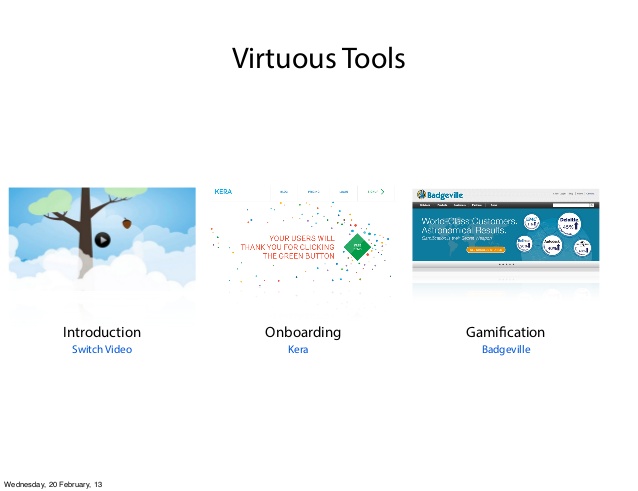 Virtuous Tools
KERA
YOUR USERS WILL
THANK YOU FOR CLICKING
THE GREEN BUTTON
Badgeville
World-Class Customers.
Astronomical Results.
Deloitte
Introduction
Onboarding
Gamification
Switch Video
Kera
Badgeville
Wednesday, 20 February, 13